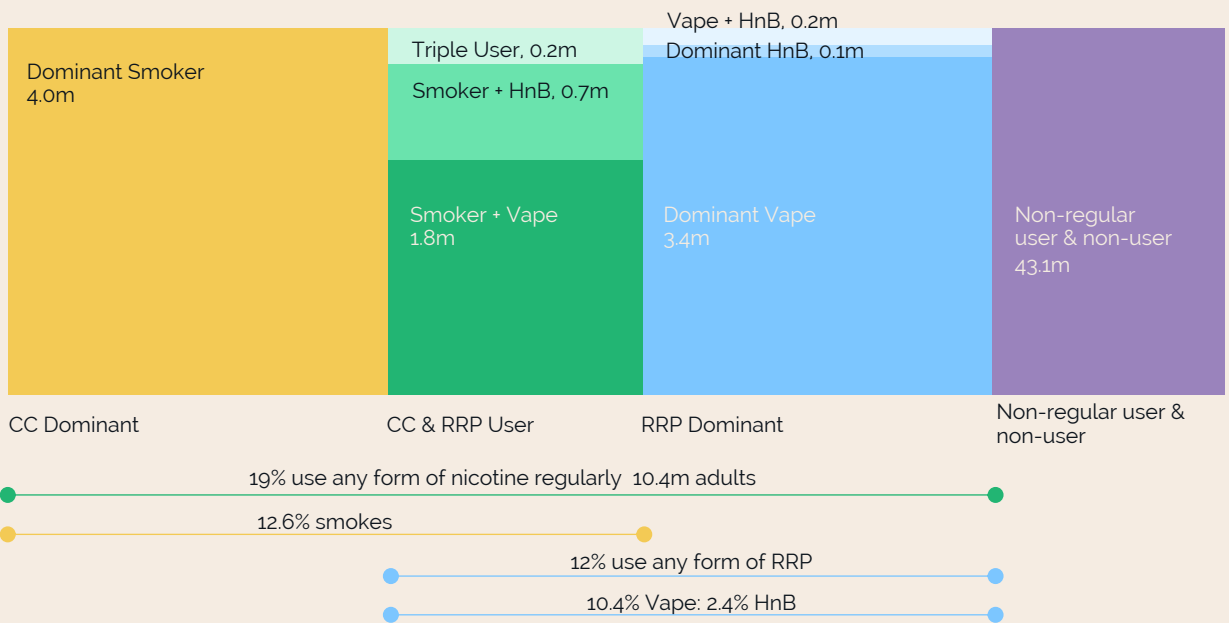 Dominant Smoker
4.0m
Triple User, 0.2m
Smoker + HnB, 0.7m
Smoker + Vape
1.8m
Vape + HnB, 0.2m
Dominant HnB, 0.1m
Dominant Vape
3.4m
Non-regular
user & non-user
43.1m
CC Dominant
CC & RRP User
RRP Dominant
Non-regular user &
non-user
19% use any form of nicotine regularly 10.4m adults
12.6% smokes
12% use any form of RRP
10.4% Vape: 2.4% HnB